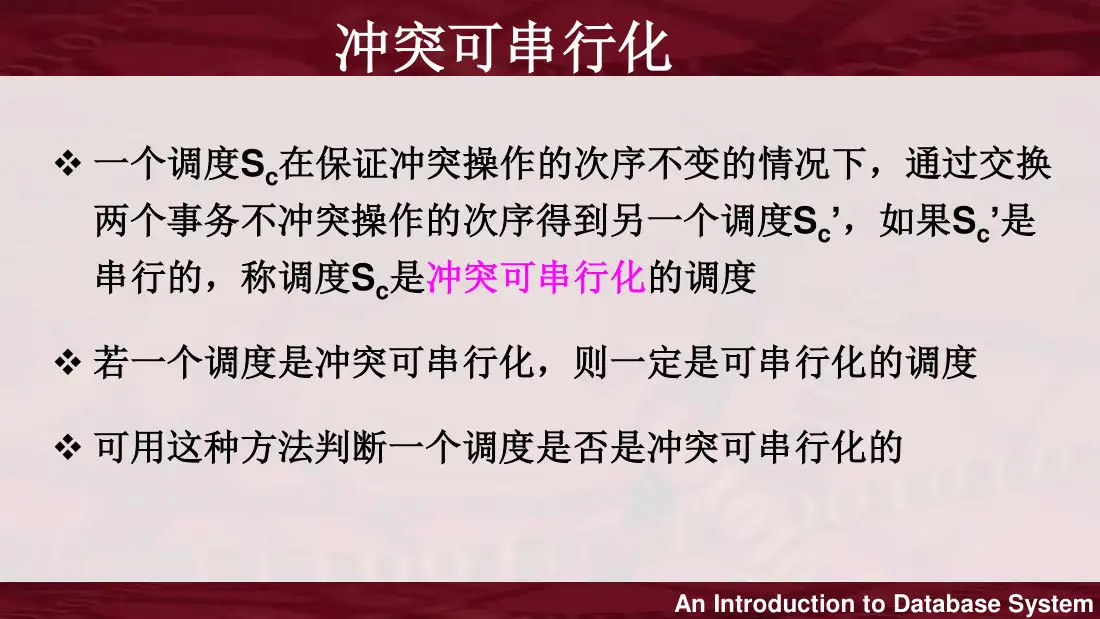 冲突可串行化
❖ 一个调度Sc在保证冲突操作的次序不变的情况下，通过交换
两个事务不冲突操作的次序得到另一个调度Sc’，如果Sc’是
串行的，称调度Sc是冲突可串行化的调度
❖ 若一个调度是冲突可串行化，则一定是可串行化的调度
❖ 可用这种方法判断一个调度是否是冲突可串行化的
An Introduction to Database System